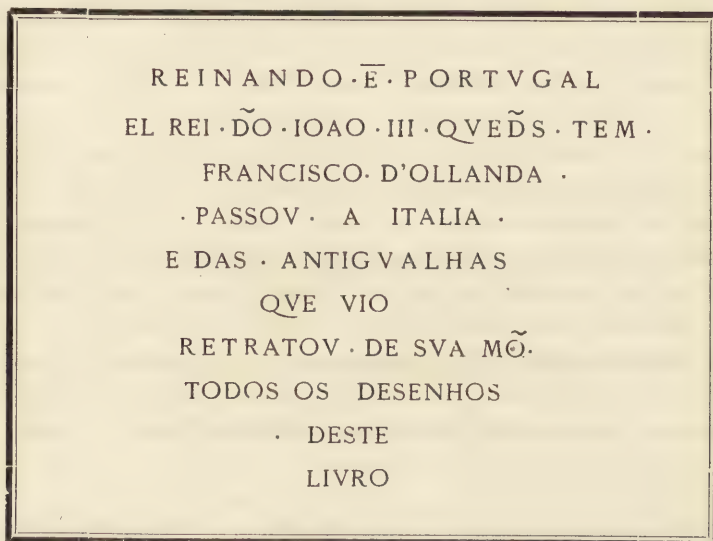 REINANDO · Ē · PORTVGAL
EL REI · DÕ · IOAO · III · QVED̃S · TEM ·
FRANCISCO · D'OLLANDA ·
· PASSOV · A ITALIA ·
E DAS · ANTIGVALHAS
QVE VIO
RETRATOV · DE SVA MÕ ·
TODOS OS DESENHOS
· DESTE
LIVRO